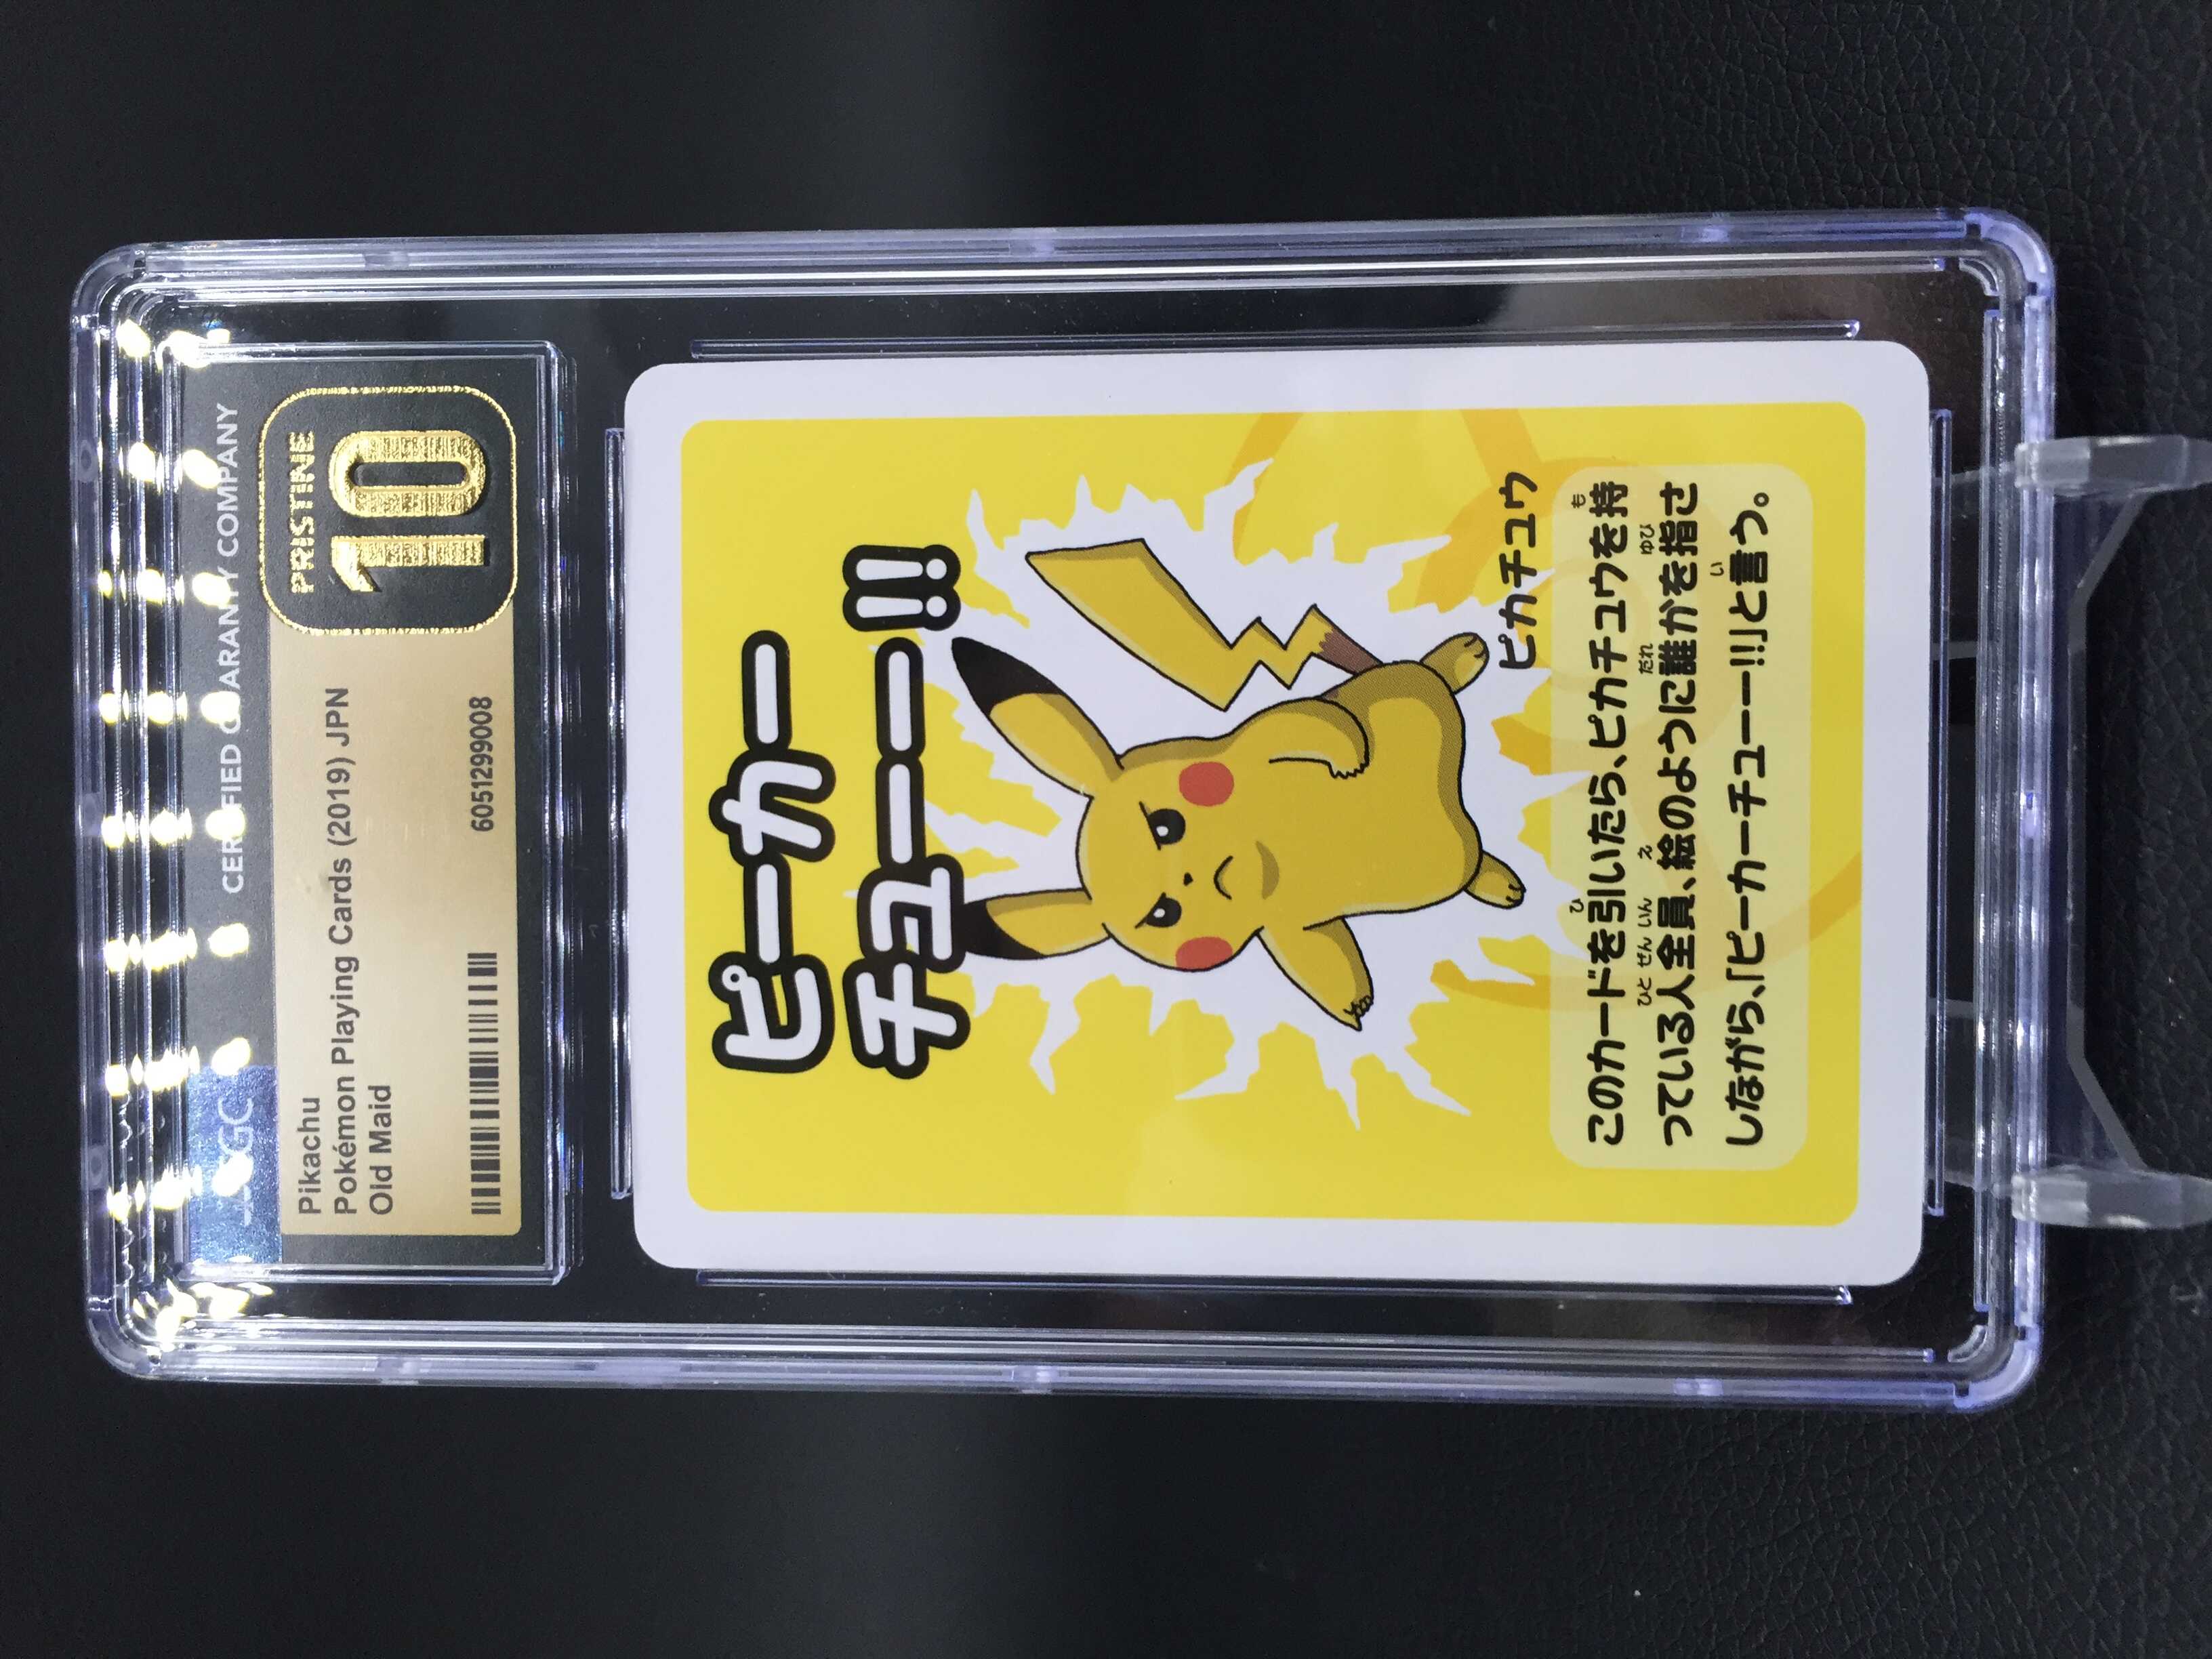 CGC CERTIFIED GUARANTY COMPANY
Pikachu
Pokémon Playing Cards (2019) JPN
Old Maid
6051299008
PRISTINE
10
ピーカー
チューー!!
ピカチュウ
このカードを引いたら、ピカチュウを持
っている人全員、絵のように誰かを指さ
しながら、「ピーカーチューー!!」と言う。